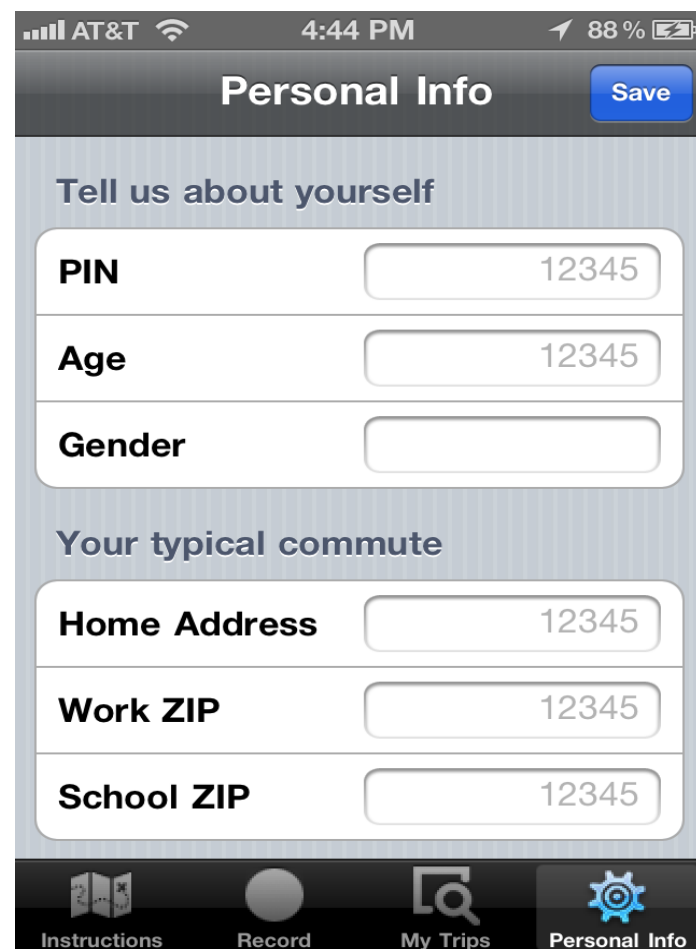 AT&T 4:44 PM 88 %
Personal Info Save
Tell us about yourself
PIN 12345
Age 12345
Gender
Your typical commute
Home Address 12345
Work ZIP 12345
School ZIP 12345
Instructions Record My Trips Personal Info